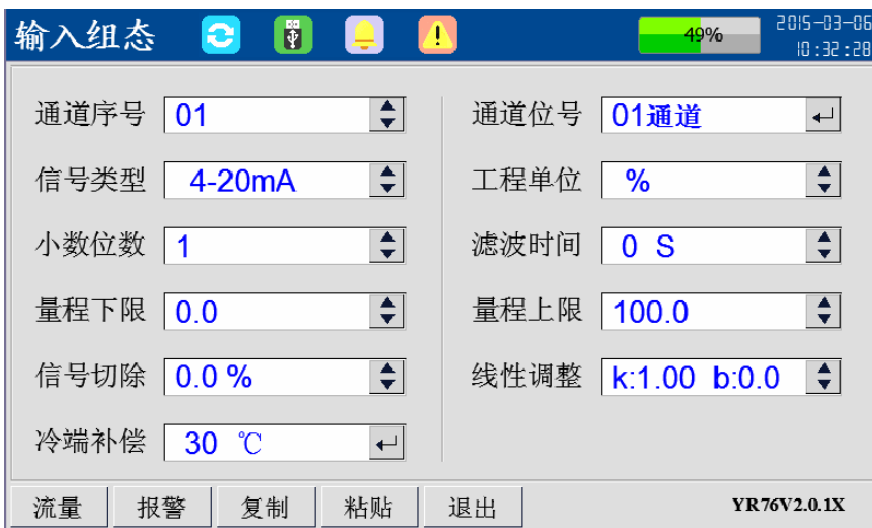 输入组态 49% 2015-03-06
10:32:28
通道序号 01 通道位号 01通道
信号类型 4-20mA 工程单位 %
小数位数 1 滤波时间 0 S
量程下限 0.0 量程上限 100.0
信号切除 0.0 % 线性调整 k:1.00 b:0.0
冷端补偿 30 ℃
流量 报警 复制 粘贴 退出 YR76V2.0.1X